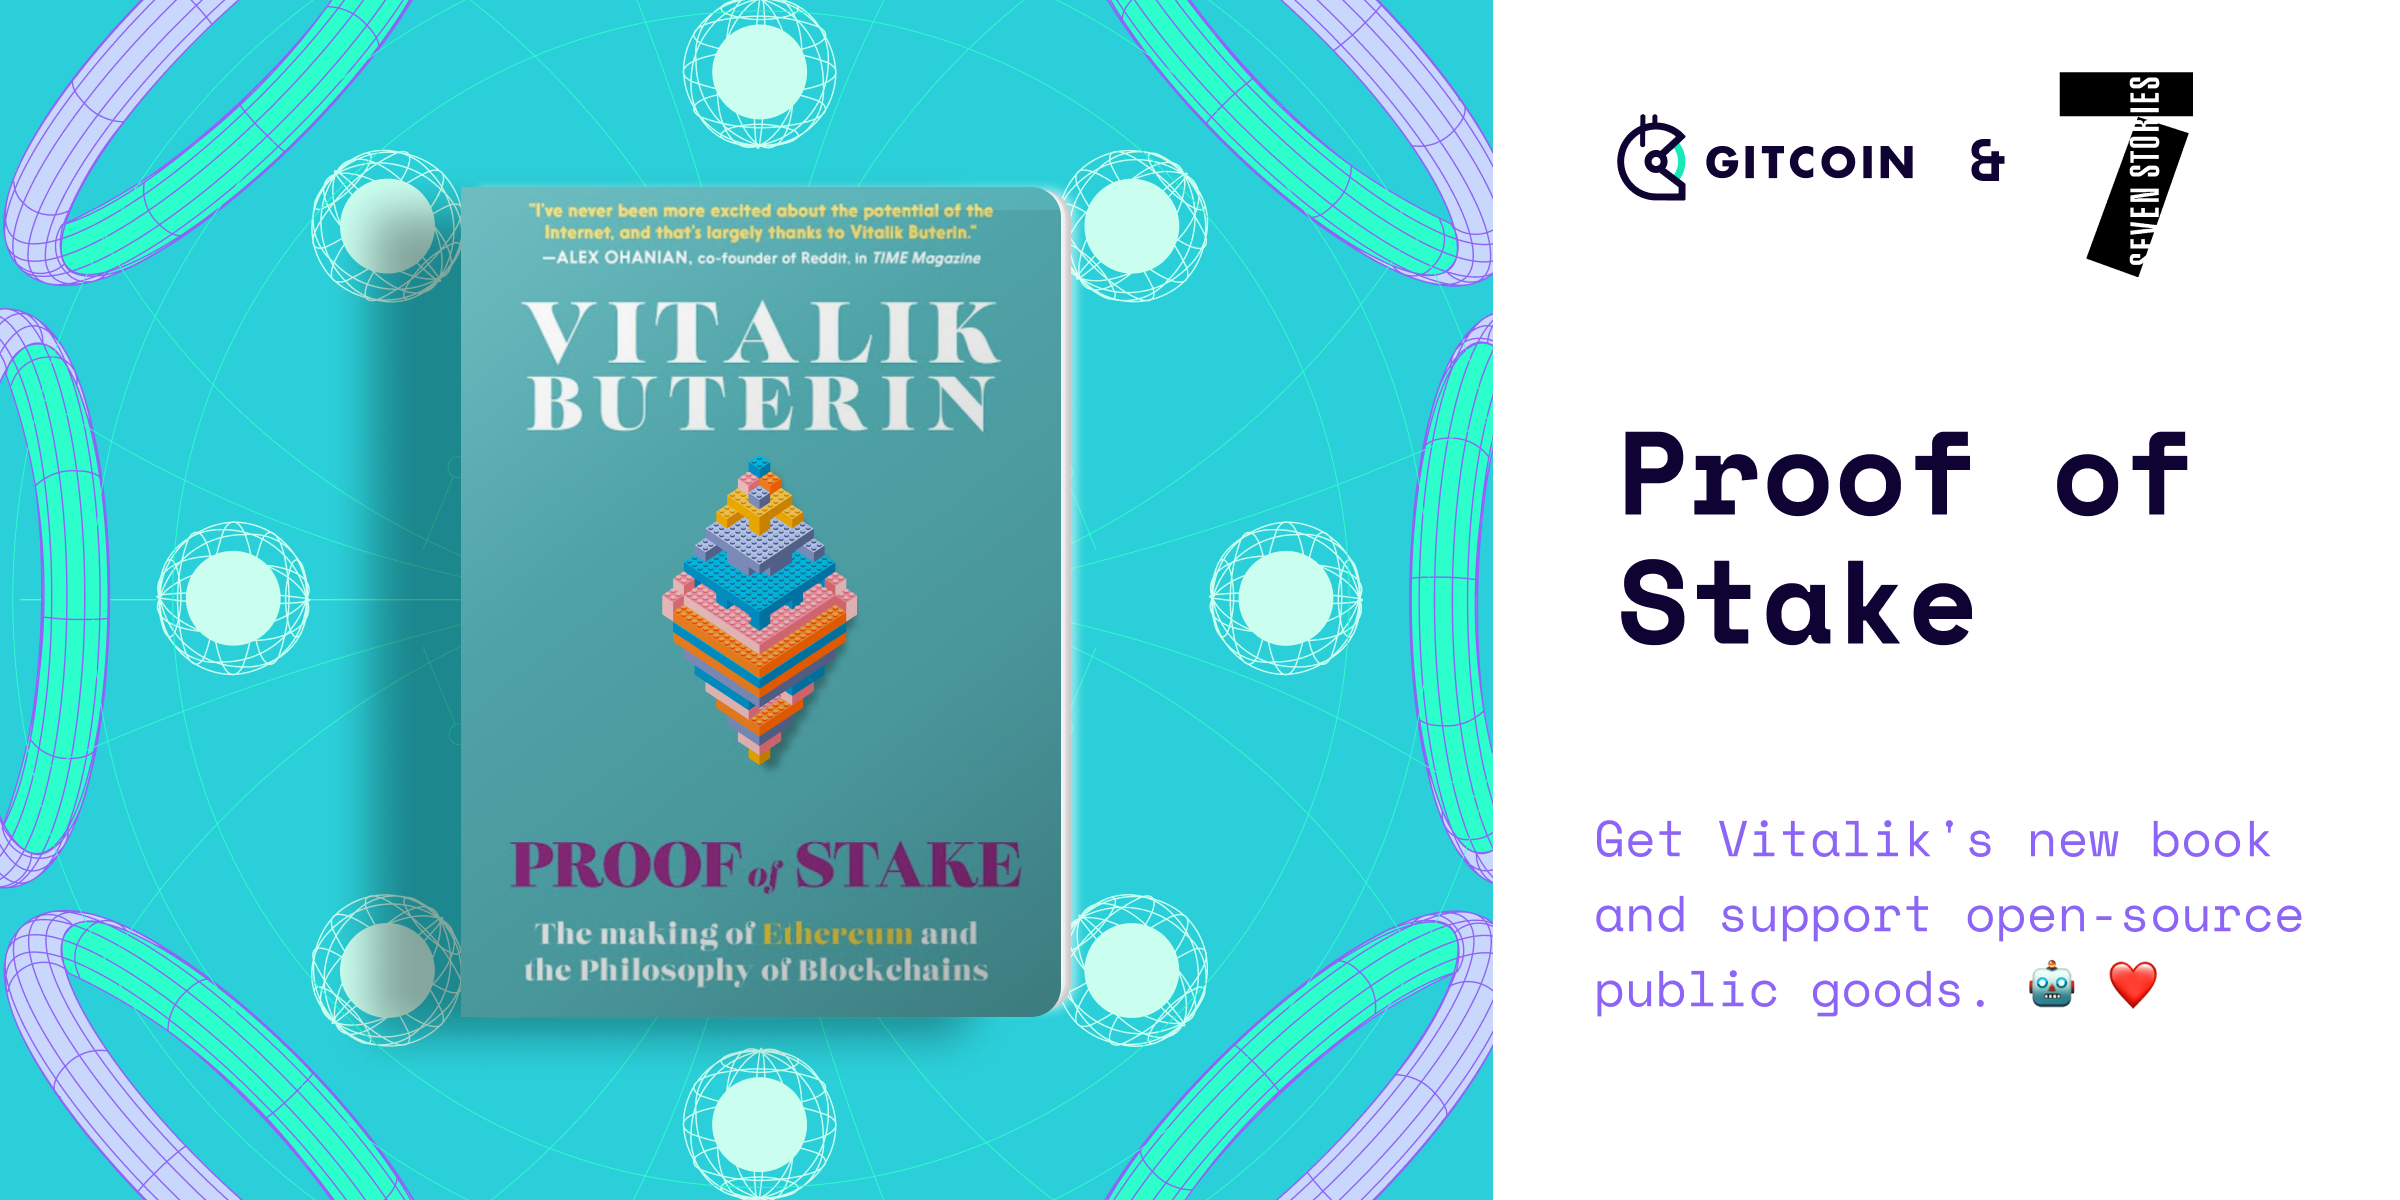 "I've never been more excited about the potential of the
Internet, and that's largely thanks to Vitalik Buterin."
—ALEX OHANIAN, co-founder of Reddit, in TIME Magazine
VITALIK
BUTERIN
PROOF of STAKE
The making of Ethereum and
the Philosophy of Blockchains
GITCOIN &
SEVEN STORIES
Proof of
Stake
Get Vitalik's new book
and support open-source
public goods. 🤖 ❤️